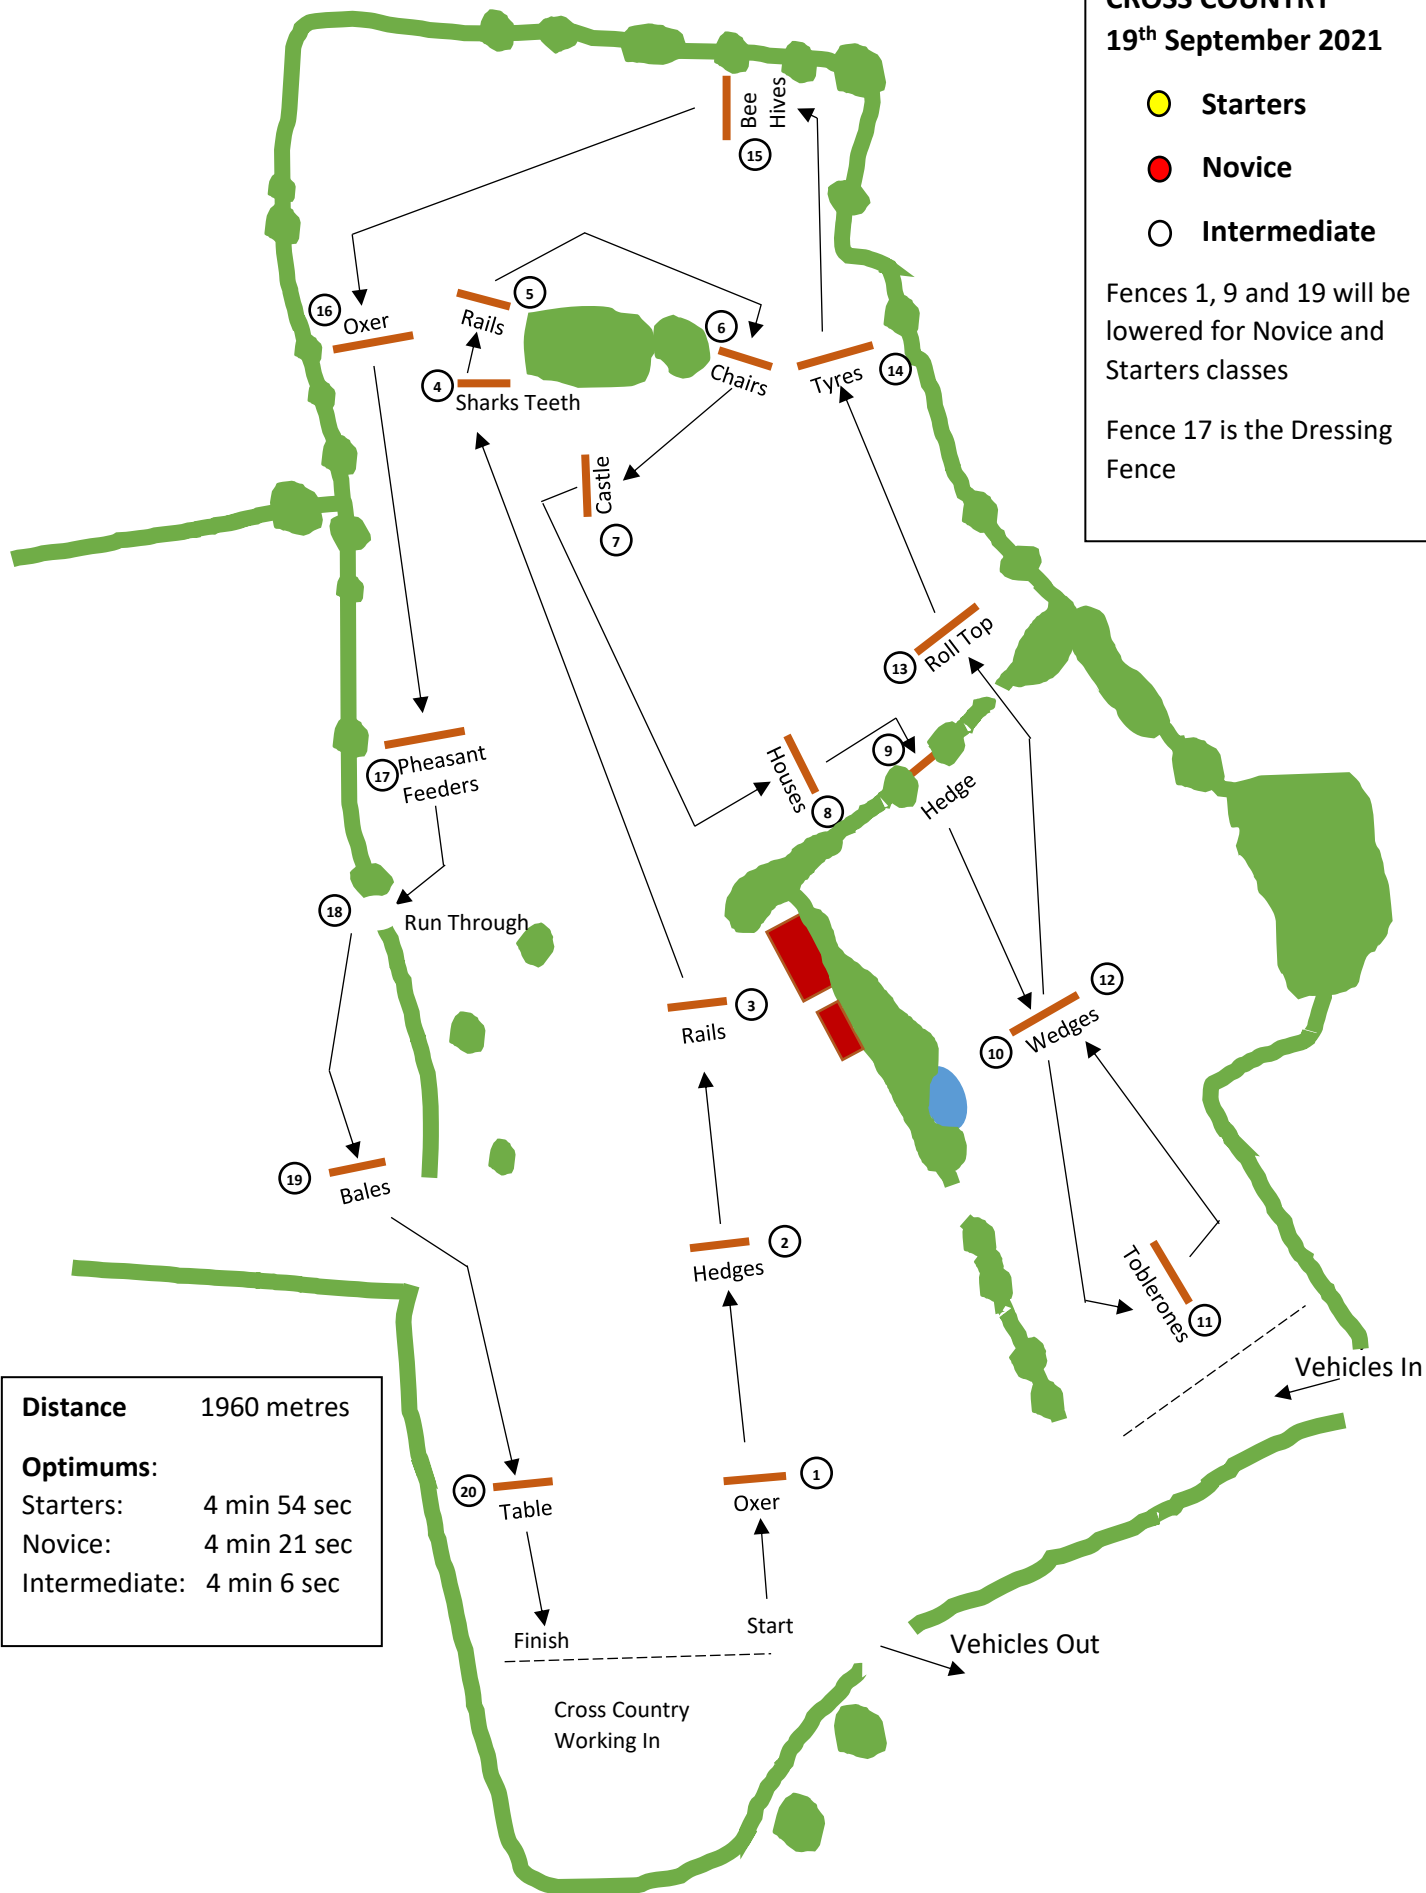 CROSS COUNTRY
19th September 2021
Starters
Novice
Intermediate
Fences 1, 9 and 19 will be
lowered for Novice and
Starters classes
Fence 17 is the Dressing
Fence
Bee
Hives
15
16
Oxer
5
Rails
6
Chairs
4
Sharks Teeth
Tyres
14
Castle
7
13
Roll Top
17
Pheasant
Feeders
Houses
8
9
Hedge
18
Run Through
3
Rails
12
10
Wedges
19
Bales
2
Hedges
Toblerones
11
Vehicles In
Distance 1960 metres
Optimums:
Starters: 4 min 54 sec
Novice: 4 min 21 sec
Intermediate: 4 min 6 sec
20
Table
1
Oxer
Finish
Start
Vehicles Out
Cross Country
Working In